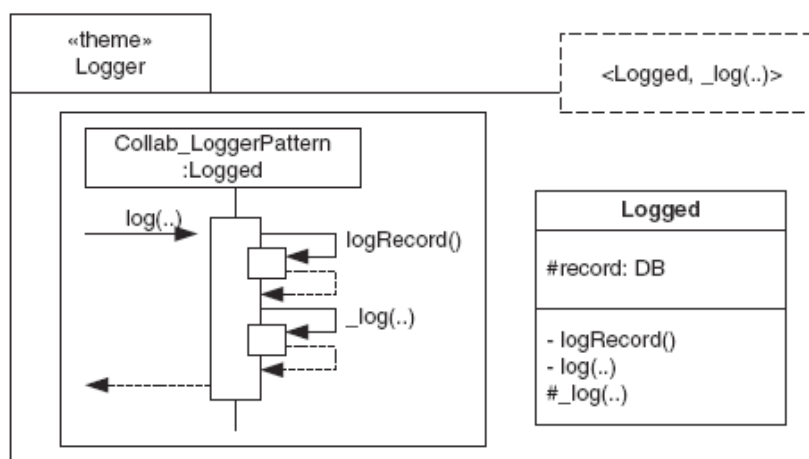 «theme»
Logger
<Logged, _log(..)>
Collab_LoggerPattern
:Logged
log(..)
logRecord()
_log(..)
Logged
#record: DB
- logRecord()
- log(..)
#_log(..)